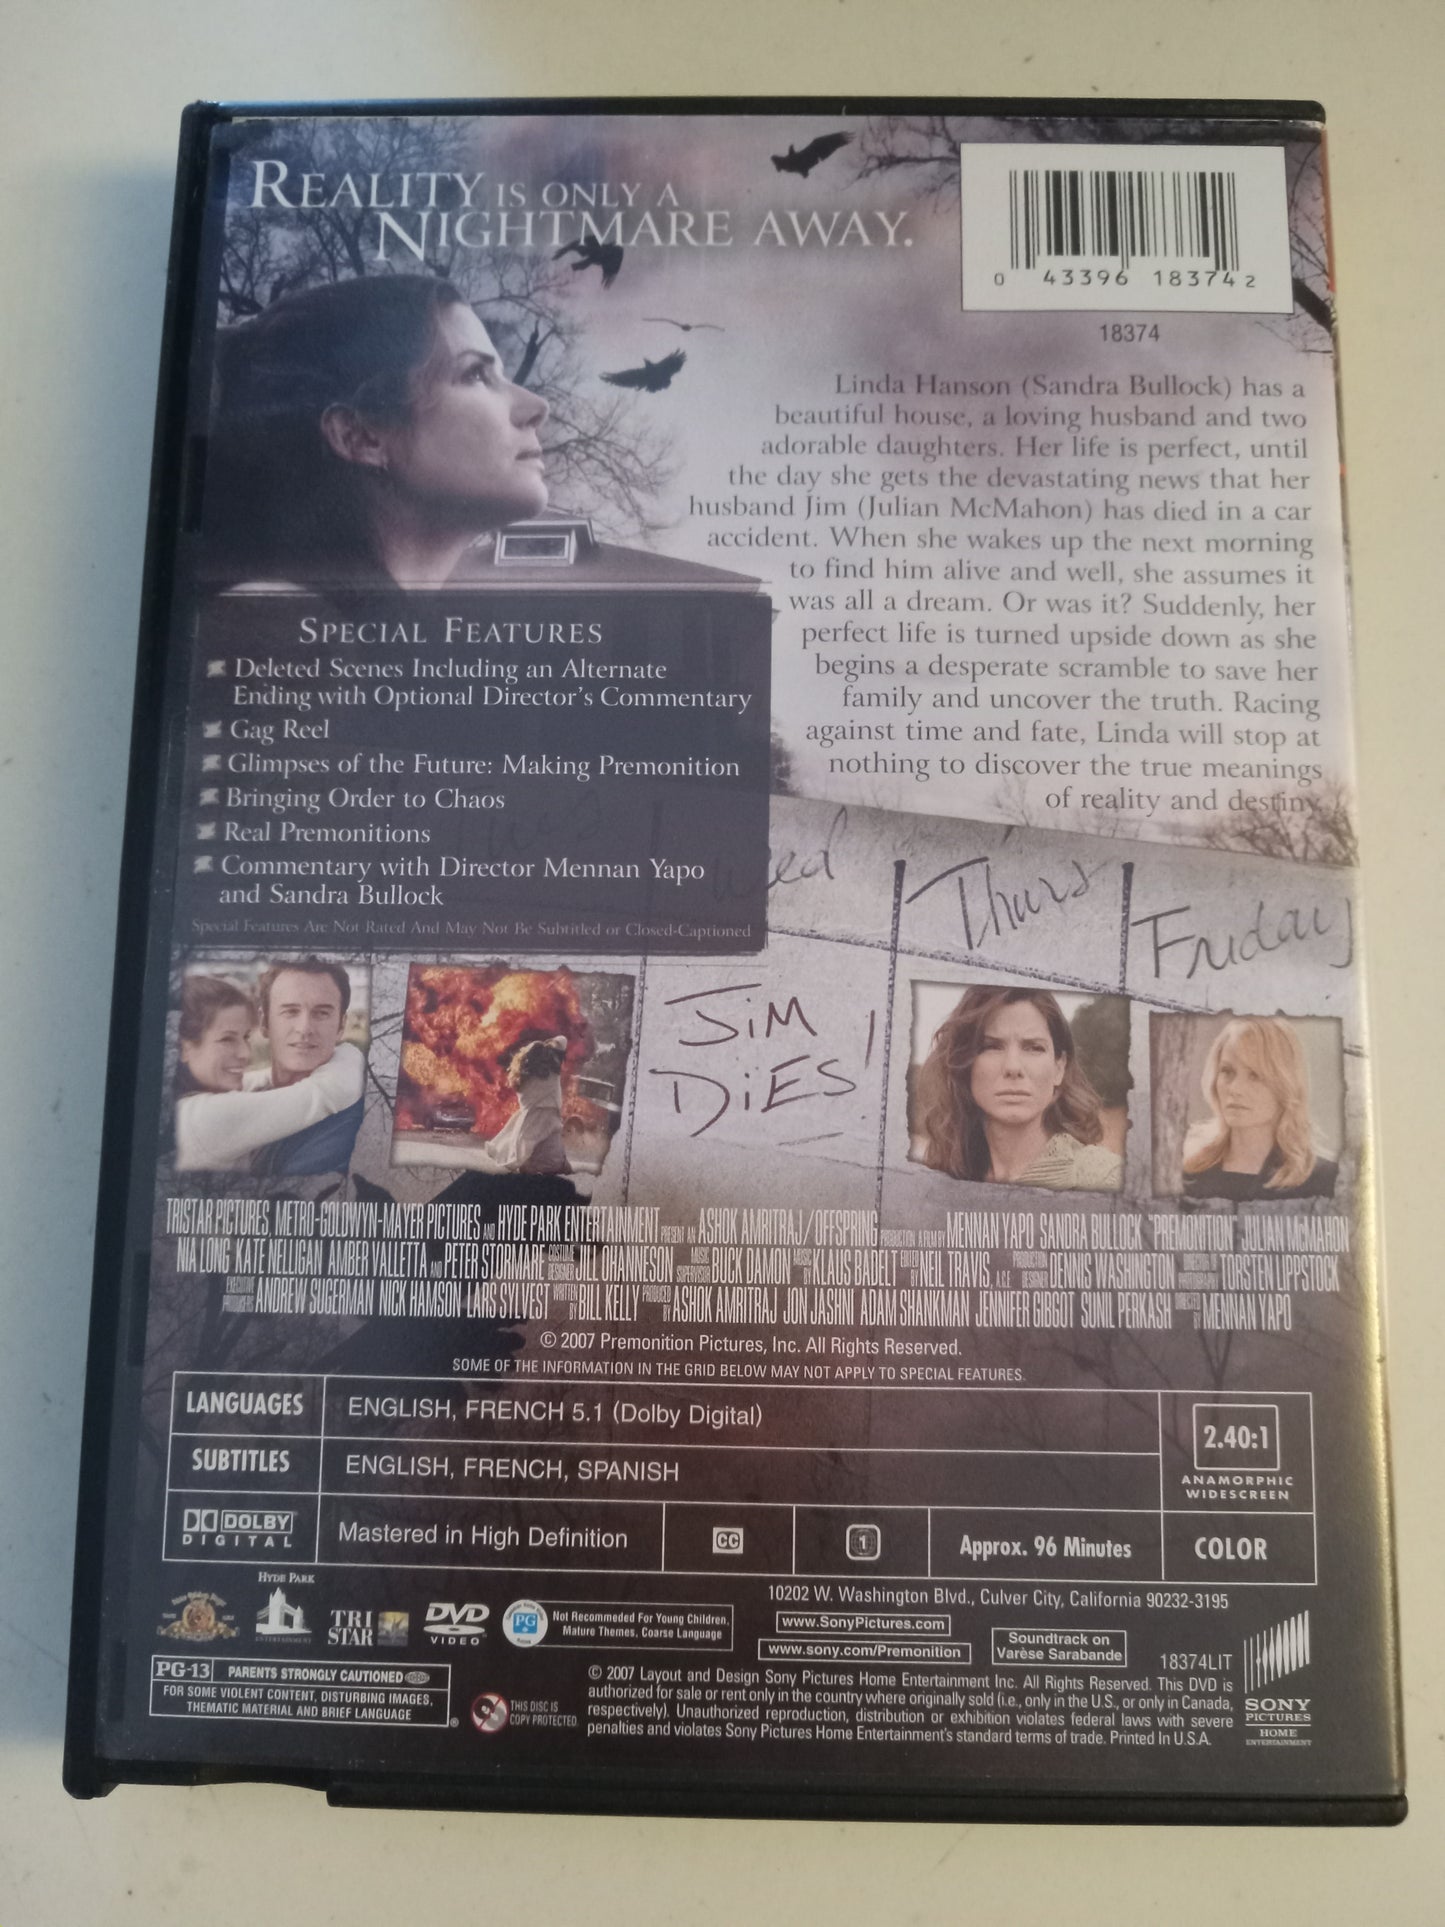 REALITY IS ONLY A
NIGHTMARE AWAY.
0 43396 18374 2
18374
Linda Hanson (Sandra Bullock) has a
beautiful house, a loving husband and two
adorable daughters. Her life is perfect, until
the day she gets the devastating news that her
husband Jim (Julian McMahon) has died in a car
accident. When she wakes up the next morning
to find him alive and well, she assumes it
was all a dream. Or was it? Suddenly, her
perfect life is turned upside down as she
begins a desperate scramble to save her
family and uncover the truth. Racing
against time and fate, Linda will stop at
nothing to discover the true meanings
of reality and destiny.
SPECIAL FEATURES
Deleted Scenes Including an Alternate
Ending with Optional Director's Commentary
Gag Reel
Glimpses of the Future: Making Premonition
Bringing Order to Chaos
Real Premonitions
Commentary with Director Mennan Yapo
and Sandra Bullock
Special Features Are Not Rated And May Not Be Subtitled or Closed-Captioned
Wed Thurs Friday
JiM
DiES!
TRISTAR PICTURES, METRO-GOLDWYN-MAYER PICTURES AND HYDE PARK ENTERTAINMENT PRESENT AN ASHOK AMRITRAJ/OFFSPRING PRODUCTION A FILM BY MENNAN YAPO SANDRA BULLOCK "PREMONITION" JULIAN McMAHON
NIA LONG KATE NELLIGAN AMBER VALLETTA AND PETER STORMARE COSTUME DESIGNER JILL OHANNESON MUSIC SUPERVISOR BUCK DAMON MUSIC BY KLAUS BADELT EDITED BY NEIL TRAVIS, A.C.E. PRODUCTION DESIGNER DENNIS WASHINGTON DIRECTOR OF PHOTOGRAPHY TORSTEN LIPPSTOCK
EXECUTIVE PRODUCERS ANDREW SUGERMAN NICK HAMSON LARS SYLVEST WRITTEN BY BILL KELLY PRODUCED BY ASHOK AMRITRAJ JON JASHNI ADAM SHANKMAN JENNIFER GIBGOT SUNIL PERKASH DIRECTED BY MENNAN YAPO
© 2007 Premonition Pictures, Inc. All Rights Reserved.
SOME OF THE INFORMATION IN THE GRID BELOW MAY NOT APPLY TO SPECIAL FEATURES.
LANGUAGES ENGLISH, FRENCH 5.1 (Dolby Digital)
2.40:1
ANAMORPHIC
WIDESCREEN
SUBTITLES ENGLISH, FRENCH, SPANISH
DOLBY
DIGITAL
Mastered in High Definition
CC
1
Approx. 96 Minutes
COLOR
HYDE PARK
ENTERTAINMENT
TRI
STAR
DVD
VIDEO
PG
Not Recommeded For Young Children,
Mature Themes, Coarse Language
10202 W. Washington Blvd., Culver City, California 90232-3195
www.SonyPictures.com
www.sony.com/Premonition
Soundtrack on
Varèse Sarabande
18374LIT
PG-13 PARENTS STRONGLY CAUTIONED
FOR SOME VIOLENT CONTENT, DISTURBING IMAGES,
THEMATIC MATERIAL AND BRIEF LANGUAGE
®
THIS DISC IS
COPY PROTECTED
© 2007 Layout and Design Sony Pictures Home Entertainment Inc. All Rights Reserved. This DVD is
authorized for sale or rent only in the country where originally sold (i.e., only in the U.S., or only in Canada,
respectively). Unauthorized reproduction, distribution or exhibition violates federal laws with severe
penalties and violates Sony Pictures Home Entertainment's standard terms of trade. Printed In U.S.A.
SONY
PICTURES
HOME
ENTERTAINMENT